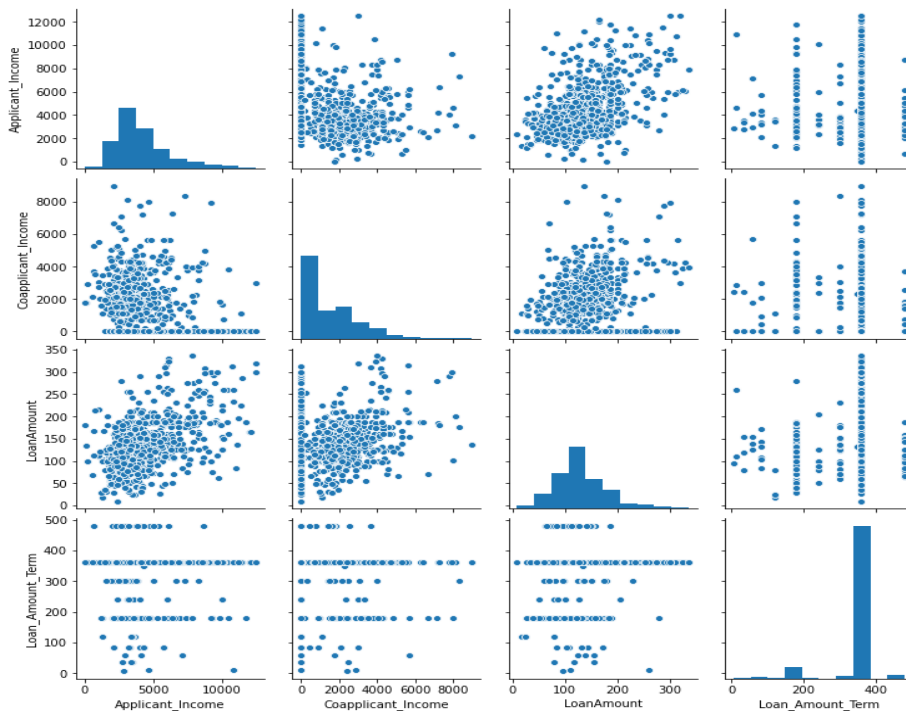 12000
10000
8000
6000
4000
2000
0
Applicant_Income
8000
6000
4000
2000
0
Coapplicant_Income
350
300
250
200
150
100
50
0
LoanAmount
500
400
300
200
100
0
Loan_Amount_Term
0 5000 10000
Applicant_Income
0 2000 4000 6000 8000
Coapplicant_Income
0 100 200 300
LoanAmount
0 200 400
Loan_Amount_Term